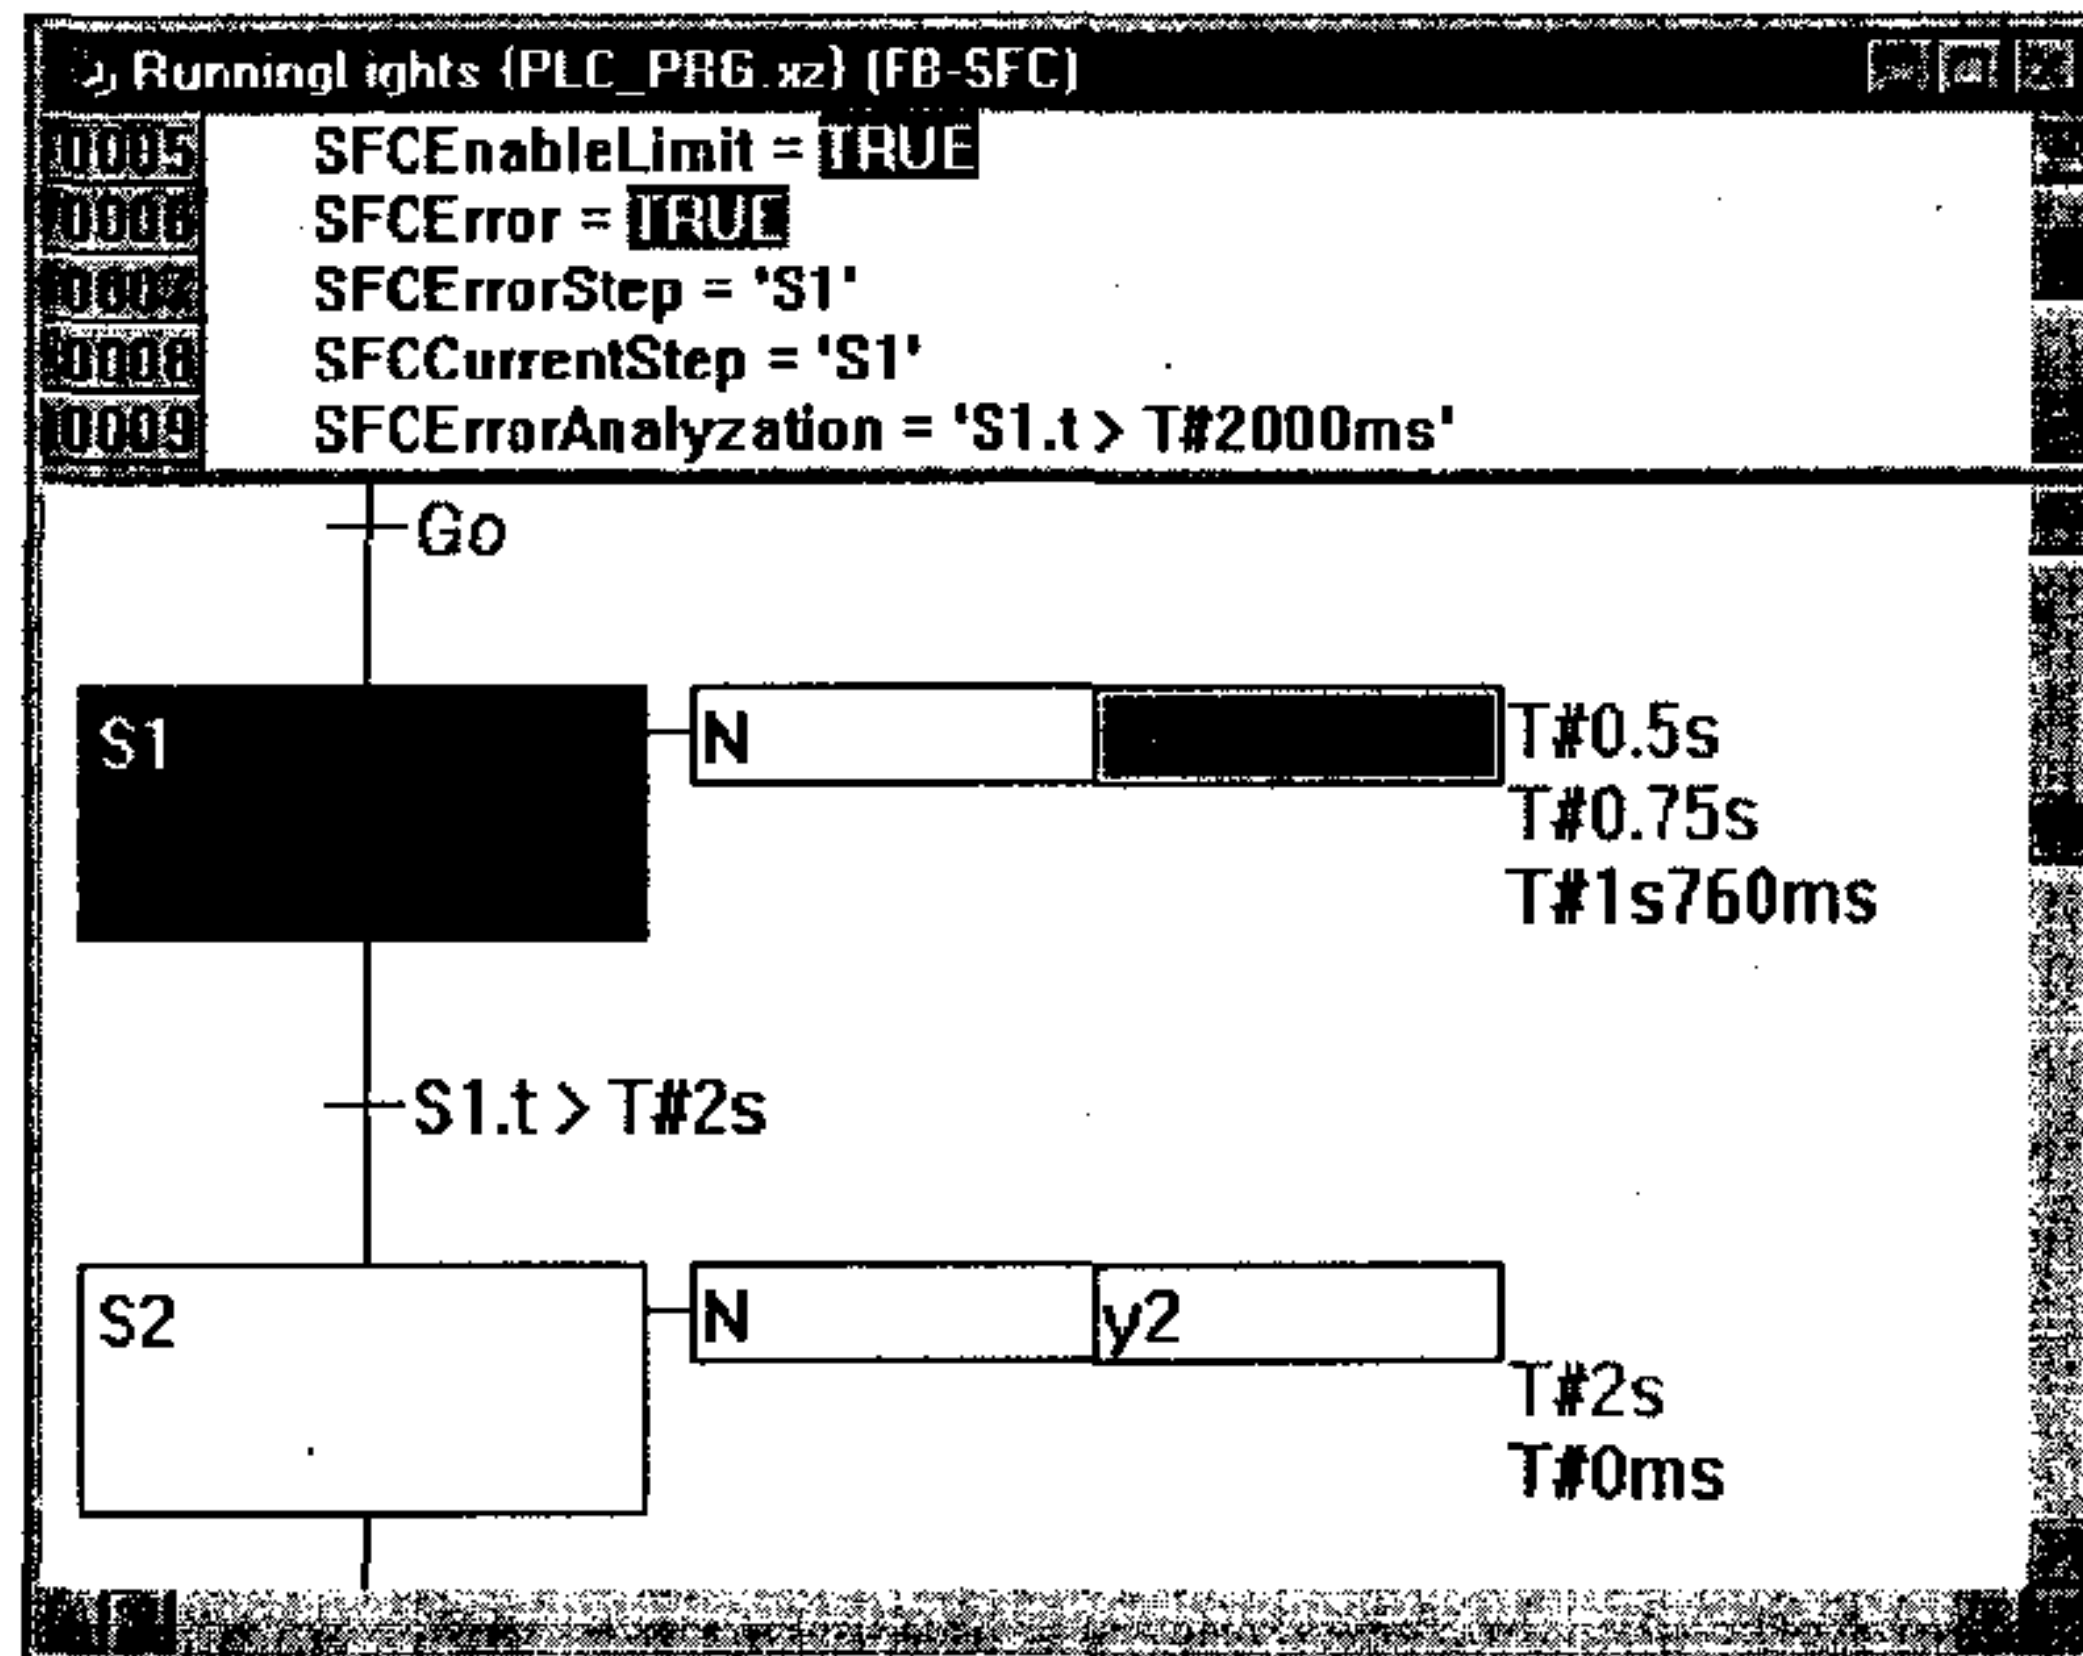 RunningLights {PLC_PRG.xz} (FB-SFC)
0005 SFCEnableLimit = TRUE
0006 SFCError = TRUE
0007 SFCErrorStep = 'S1'
0008 SFCCurrentStep = 'S1'
0009 SFCErrorAnalyzation = 'S1.t > T#2000ms'
Go
S1 N T#0.5s
T#0.75s
T#1s760ms
S1.t > T#2s
S2 N y2
T#2s
T#0ms